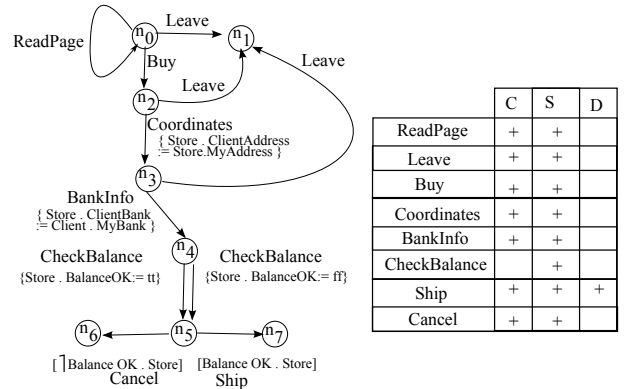 Leave
ReadPage
n0
n1
Buy
Leave
Leave
n2
Coordinates
{ Store . ClientAddress
:= Store.MyAddress }
n3
BankInfo
{ Store . ClientBank
:= Client . MyBank }
n4
CheckBalance
{Store . BalanceOK:= tt}
CheckBalance
{Store . BalanceOK:= ff}
n6
n5
n7
[⌉Balance OK . Store]
Cancel
[Balance OK . Store]
Ship
C S D
ReadPage + +
Leave + +
Buy + +
Coordinates + +
BankInfo + +
CheckBalance +
Ship + + +
Cancel + +